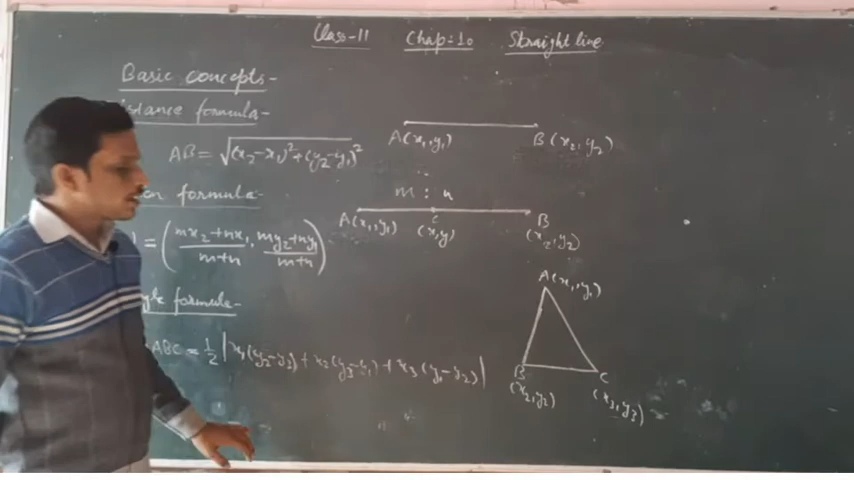 Class-11 Chap:10 Straight line
Basic concepts-
istance formula-
AB = √(x₂-x₁)²+(y₂-y₁)²
A(x₁,y₁) B(x₂,y₂)
on formula-
m : n
A(x₁,y₁) C (x,y) B (x₂,y₂)
) = (mx₂+nx₁/m+n, my₂+ny₁/m+n)
gle formula-
ABC = 1/2 |x₁(y₂-y₃)+x₂(y₃-y₁)+x₃(y₁-y₂)|
A(x₁,y₁)
B C
(x₂,y₂) (x₃,y₃)